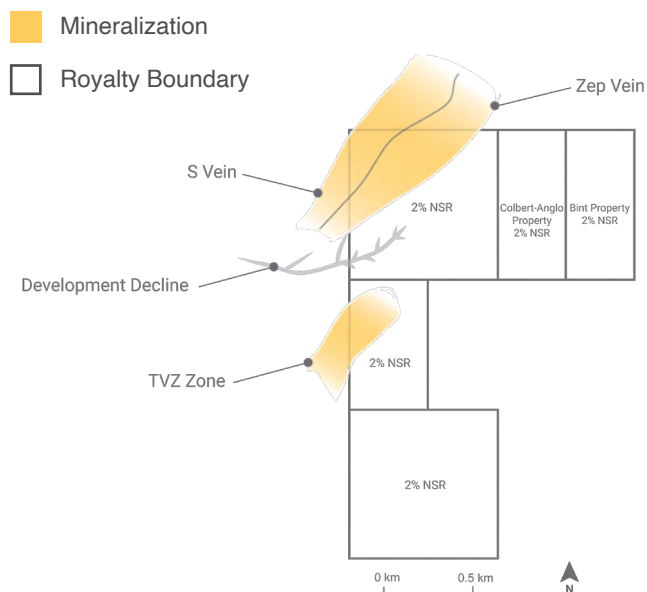 Mineralization
Royalty Boundary
Zep Vein
S Vein
2% NSR
Colbert-Anglo
Property
2% NSR
Bint Property
2% NSR
Development Decline
TVZ Zone
2% NSR
2% NSR
0 km
0.5 km
N